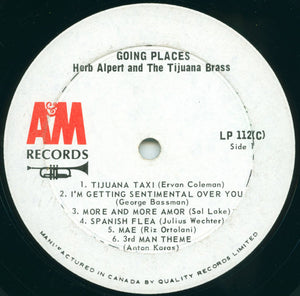 GOING PLACES
Herb Alpert and The Tijuana Brass
A&M
RECORDS
LP 112(C)
Side 1
1. TIJUANA TAXI (Ervan Coleman)
2. I'M GETTING SENTIMENTAL OVER YOU
(George Bassman)
3. MORE AND MORE AMOR (Sol Lake)
4. SPANISH FLEA (Julius Wechter)
5. MAE (Riz Ortolani)
6. 3rd MAN THEME
(Anton Karas)
MANUFACTURED IN CANADA BY QUALITY RECORDS LIMITED